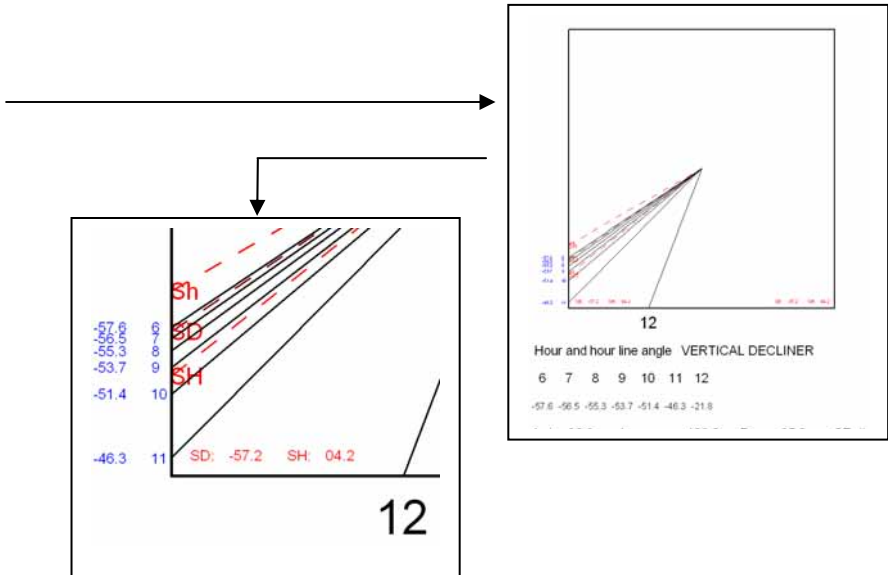 12
Hour and hour line angle VERTICAL DECLINER
6 7 8 9 10 11 12
-57.6 -56.5 -55.3 -53.7 -51.4 -46.3 -21.8
Sh
-57.6 6 SD
-56.5 7
-55.3 8
-53.7 9
SH
-51.4 10
-46.3 11 SD: -57.2 SH: 04.2
12